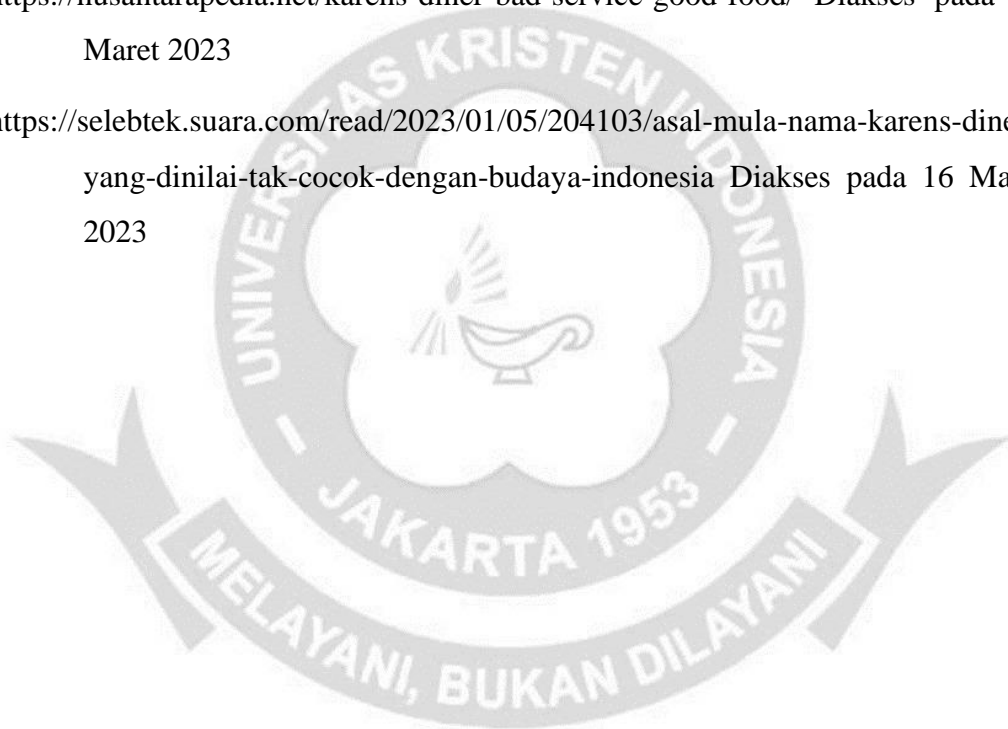 https://nusantarapedia.net/karens-diner-bad-service-good-food/ Diakses pada
Maret 2023
https://selebtek.suara.com/read/2023/01/05/204103/asal-mula-nama-karens-dine
yang-dinilai-tak-cocok-dengan-budaya-indonesia Diakses pada 16 Ma
2023
UNIVERSITAS KRISTEN INDONESIA
- JAKARTA 1953 -
MELAYANI, BUKAN DILAYANI